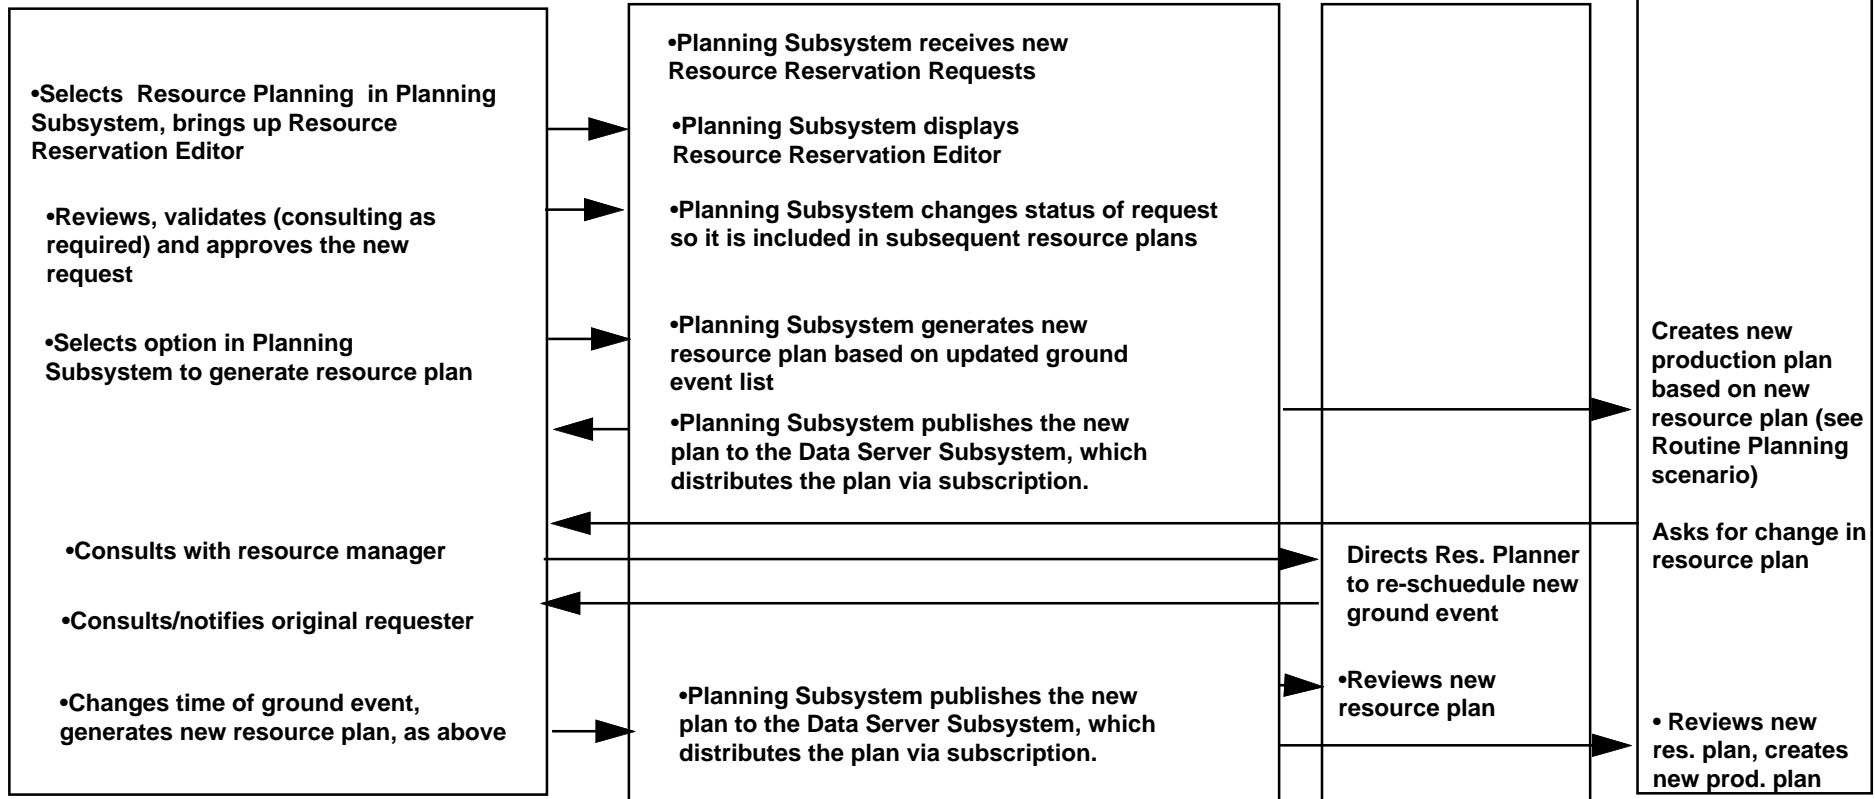 •Selects Resource Planning in Planning
Subsystem, brings up Resource
Reservation Editor
•Reviews, validates (consulting as
required) and approves the new
request
•Selects option in Planning
Subsystem to generate resource plan
•Consults with resource manager
•Consults/notifies original requester
•Changes time of ground event,
generates new resource plan, as above
•Planning Subsystem receives new
Resource Reservation Requests
•Planning Subsystem displays
Resource Reservation Editor
•Planning Subsystem changes status of request
so it is included in subsequent resource plans
•Planning Subsystem generates new
resource plan based on updated ground
event list
•Planning Subsystem publishes the new
plan to the Data Server Subsystem, which
distributes the plan via subscription.
•Planning Subsystem publishes the new
plan to the Data Server Subsystem, which
distributes the plan via subscription.
Directs Res. Planner
to re-schuedule new
ground event
•Reviews new
resource plan
Creates new
production plan
based on new
resource plan (see
Routine Planning
scenario)
Asks for change in
resource plan
• Reviews new
res. plan, creates
new prod. plan